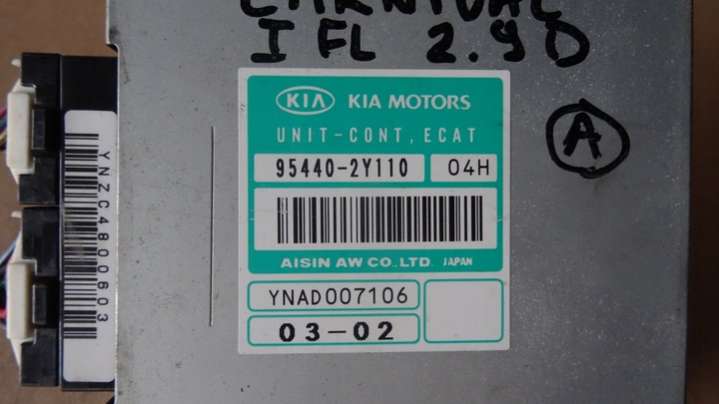 CARNIVAL
I FL 2.9D
A
KIA KIA MOTORS
UNIT-CONT, ECAT
95440-2Y110 04H
AISIN AW CO.,LTD. JAPAN
YNAD007106
03-02
YNZC4800603